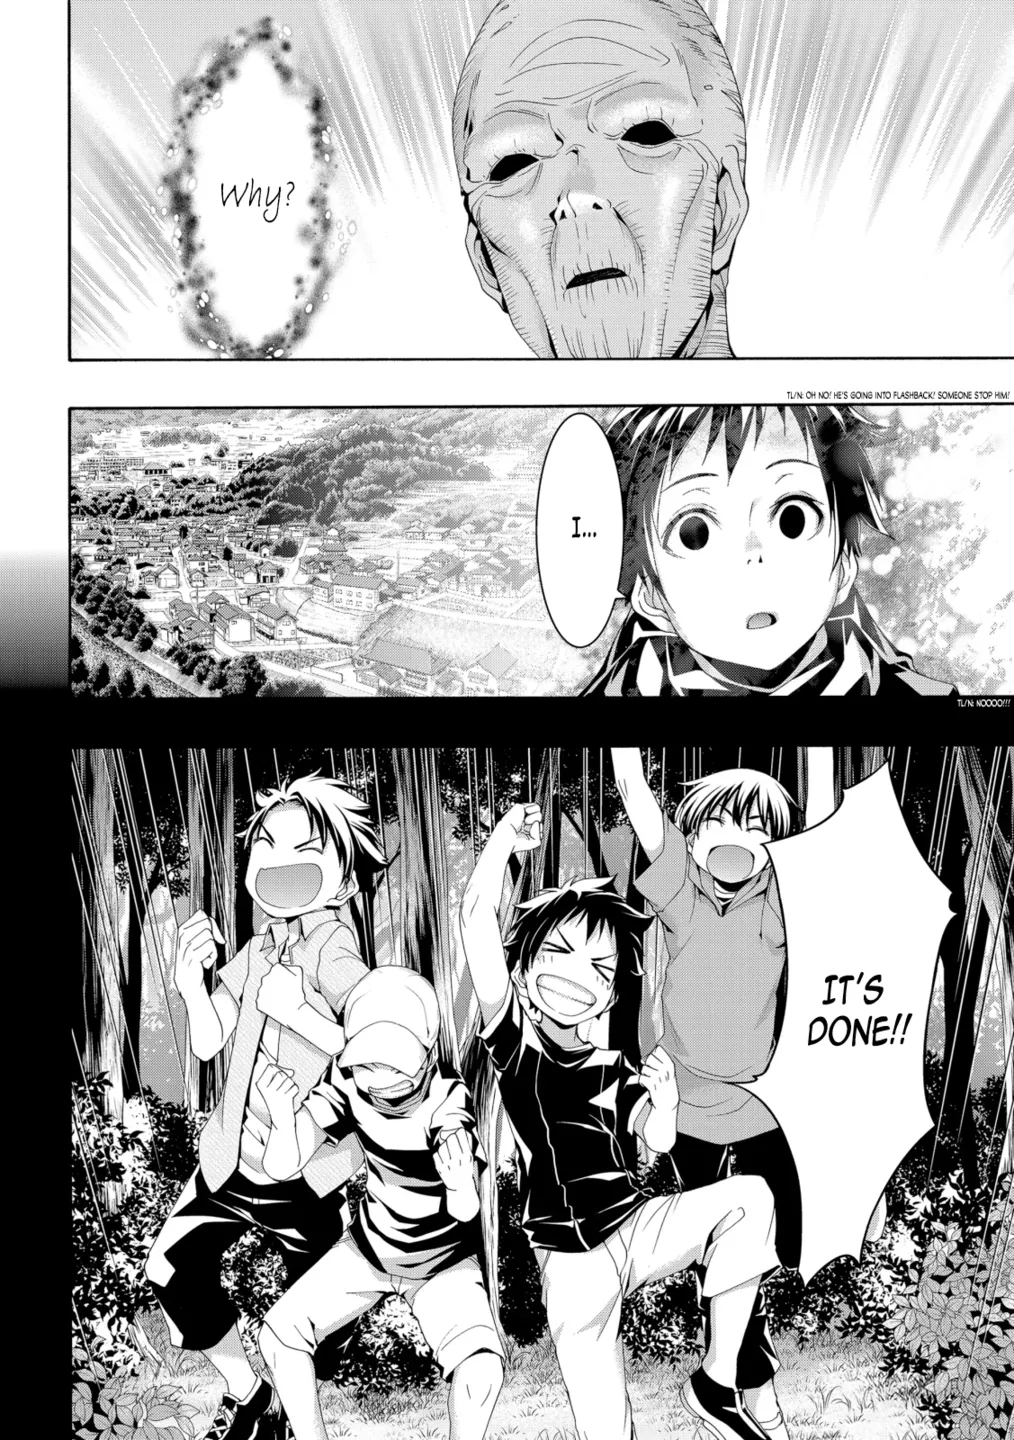 Why?
TL/N: OH NO! HE'S GOING INTO FLASHBACK! SOMEONE STOP HIM!
I...
TL/N: NOOOO!!!
IT'S
DONE!!